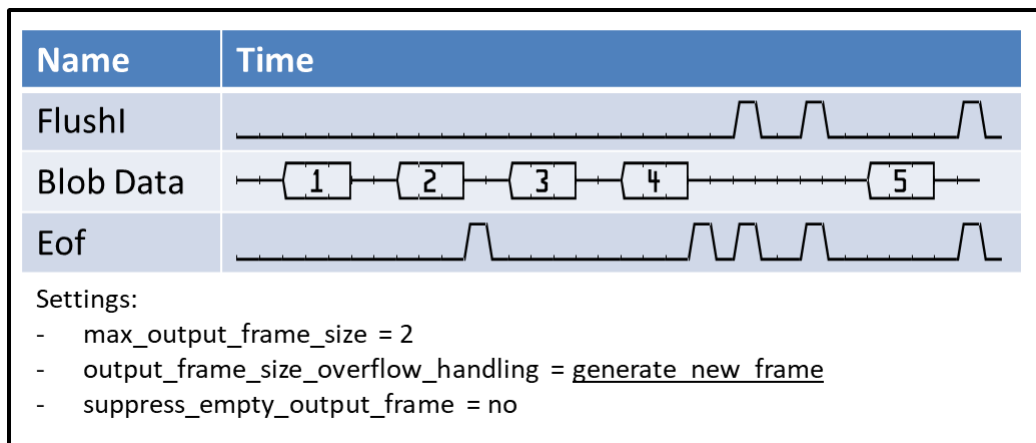 Name Time
FlushI
Blob Data 1 2 3 4 5
Eof
Settings:
- max_output_frame_size = 2
- output_frame_size_overflow_handling = generate_new_frame
- suppress_empty_output_frame = no